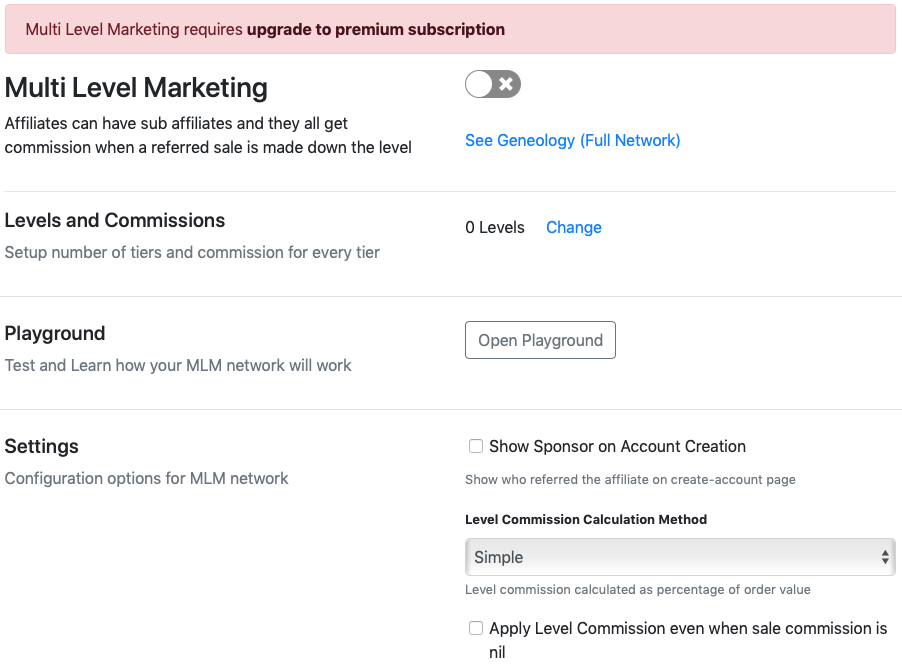 Multi Level Marketing requires upgrade to premium subscription
Multi Level Marketing
Affiliates can have sub affiliates and they all get
commission when a referred sale is made down the level
See Geneology (Full Network)
Levels and Commissions
Setup number of tiers and commission for every tier
0 Levels Change
Playground
Test and Learn how your MLM network will work
Open Playground
Settings
Configuration options for MLM network
Show Sponsor on Account Creation
Show who referred the affiliate on create-account page
Level Commission Calculation Method
Simple
Level commission calculated as percentage of order value
Apply Level Commission even when sale commission is
nil